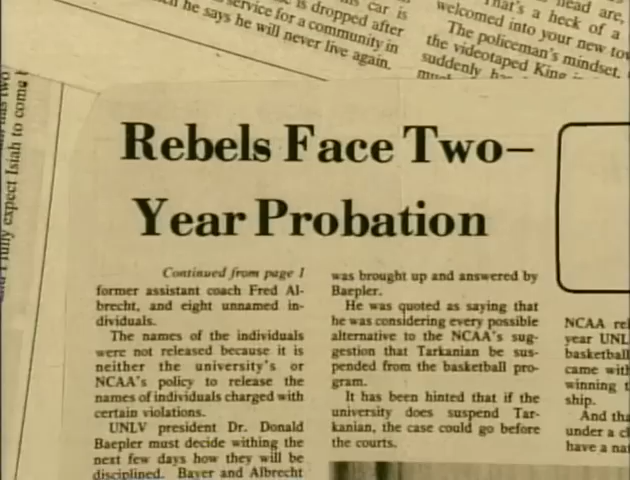 his car is
is dropped after
service for a community in
he says he will never live again.
head are,
That's a heck of a
welcomed into your new
The policeman's mindset.
the videotaped King
suddenly
fully expect Isiah to come
Rebels Face Two–
Year Probation
Continued from page 1
former assistant coach Fred Al-
brecht, and eight unnamed in-
dividuals.
The names of the individuals
were not released because it is
neither the university's or
NCAA's policy to release the
names of individuals charged with
certain violations.
UNLV president Dr. Donald
Baepler must decide withing the
next few days how they will be
disciplined. Bayer and Albrecht
was brought up and answered by
Baepler.
He was quoted as saying that
he was considering every possible
alternative to the NCAA's sug-
gestion that Tarkanian be sus-
pended from the basketball pro-
gram.
It has been hinted that if the
university does suspend Tar-
kanian, the case could go before
the courts.
NCAA
year UNL
basketball
came with
winning
ship.
And
under a
have a